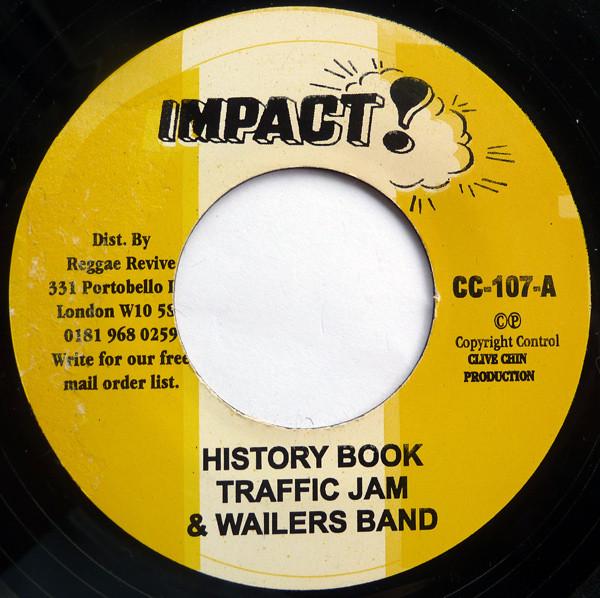 IMPACT!
Dist. By
Reggae Revive
331 Portobello
London W10
0181 968 0259
Write for our free
mail order list.
CC-107-A
©℗
Copyright Control
CLIVE CHIN
PRODUCTION
HISTORY BOOK
TRAFFIC JAM
& WAILERS BAND